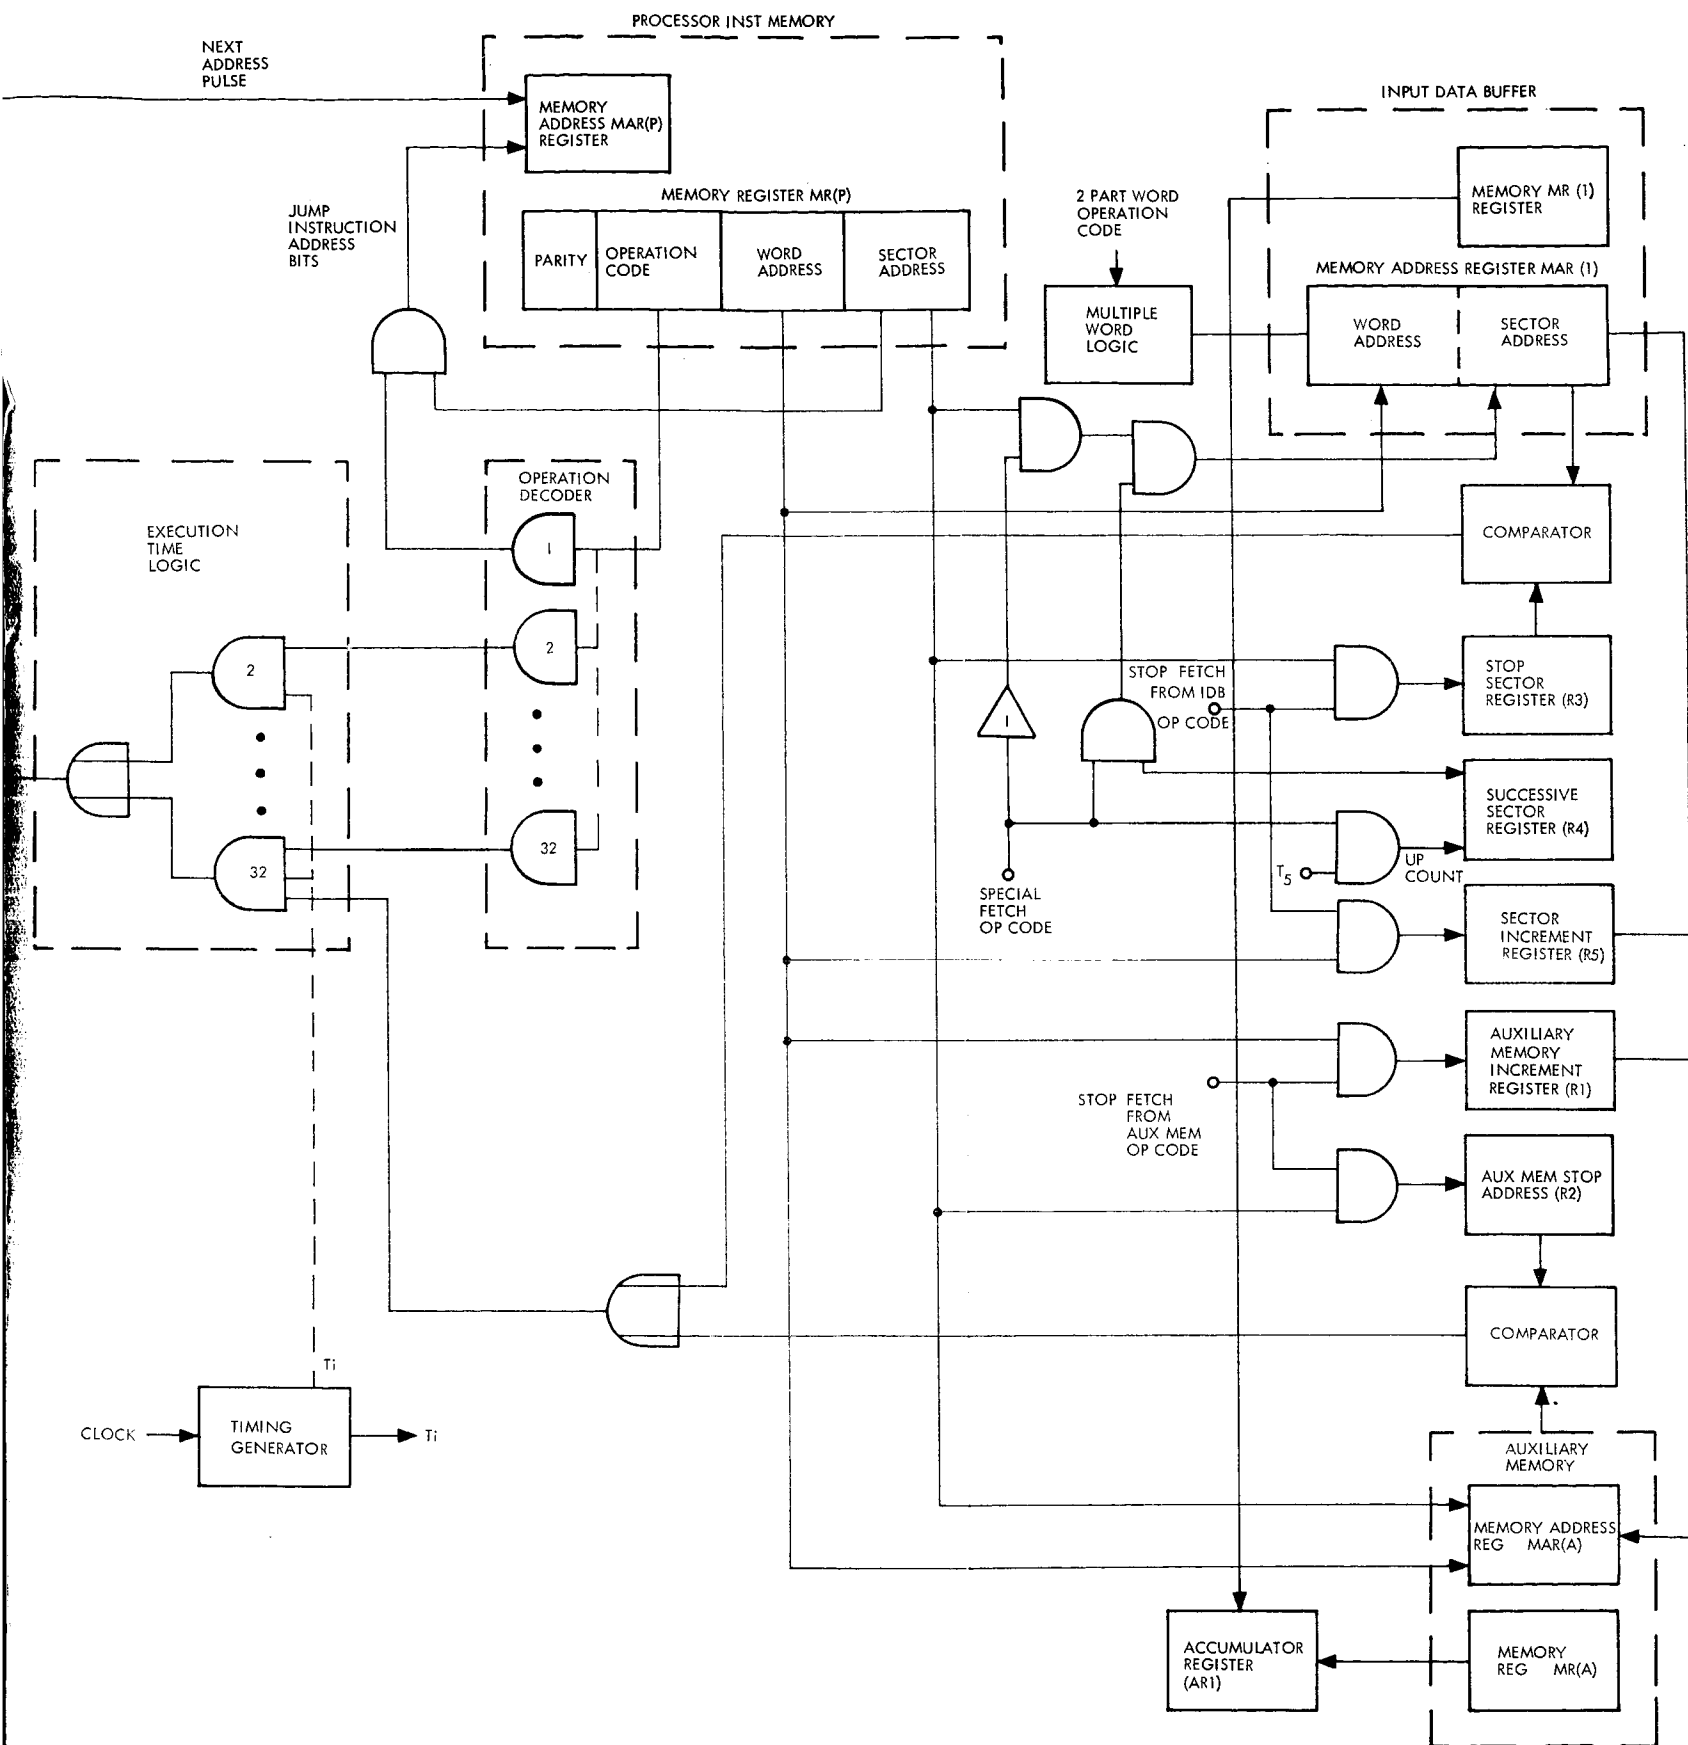 PROCESSOR INST MEMORY
NEXT
ADDRESS
PULSE
MEMORY
ADDRESS MAR(P)
REGISTER
INPUT DATA BUFFER
MEMORY MR (1)
REGISTER
JUMP
INSTRUCTION
ADDRESS
BITS
MEMORY REGISTER MR(P)
PARITY
OPERATION
CODE
WORD
ADDRESS
SECTOR
ADDRESS
2 PART WORD
OPERATION
CODE
MULTIPLE
WORD
LOGIC
MEMORY ADDRESS REGISTER MAR (1)
WORD
ADDRESS
SECTOR
ADDRESS
EXECUTION
TIME
LOGIC
OPERATION
DECODER
1
2
2
32
32
COMPARATOR
STOP FETCH
FROM IDB
OP CODE
STOP
SECTOR
REGISTER (R3)
I
SUCCESSIVE
SECTOR
REGISTER (R4)
T5
UP
COUNT
SPECIAL
FETCH
OP CODE
SECTOR
INCREMENT
REGISTER (R5)
AUXILIARY
MEMORY
INCREMENT
REGISTER (R1)
STOP FETCH
FROM
AUX MEM
OP CODE
AUX MEM STOP
ADDRESS (R2)
COMPARATOR
Ti
CLOCK
TIMING
GENERATOR
Ti
AUXILIARY
MEMORY
MEMORY ADDRESS
REG MAR(A)
ACCUMULATOR
REGISTER
(AR1)
MEMORY
REG MR(A)